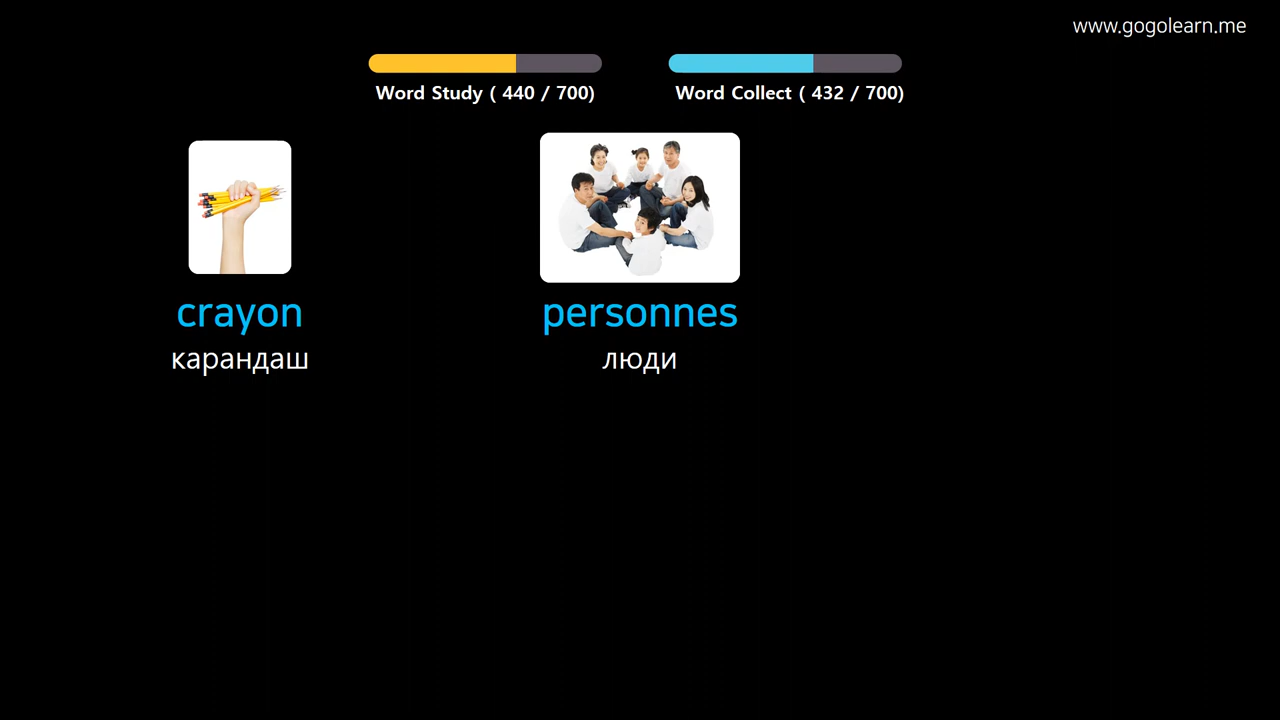 www.gogolearn.me
Word Study ( 440 / 700)
Word Collect ( 432 / 700)
crayon
карандаш
personnes
люди